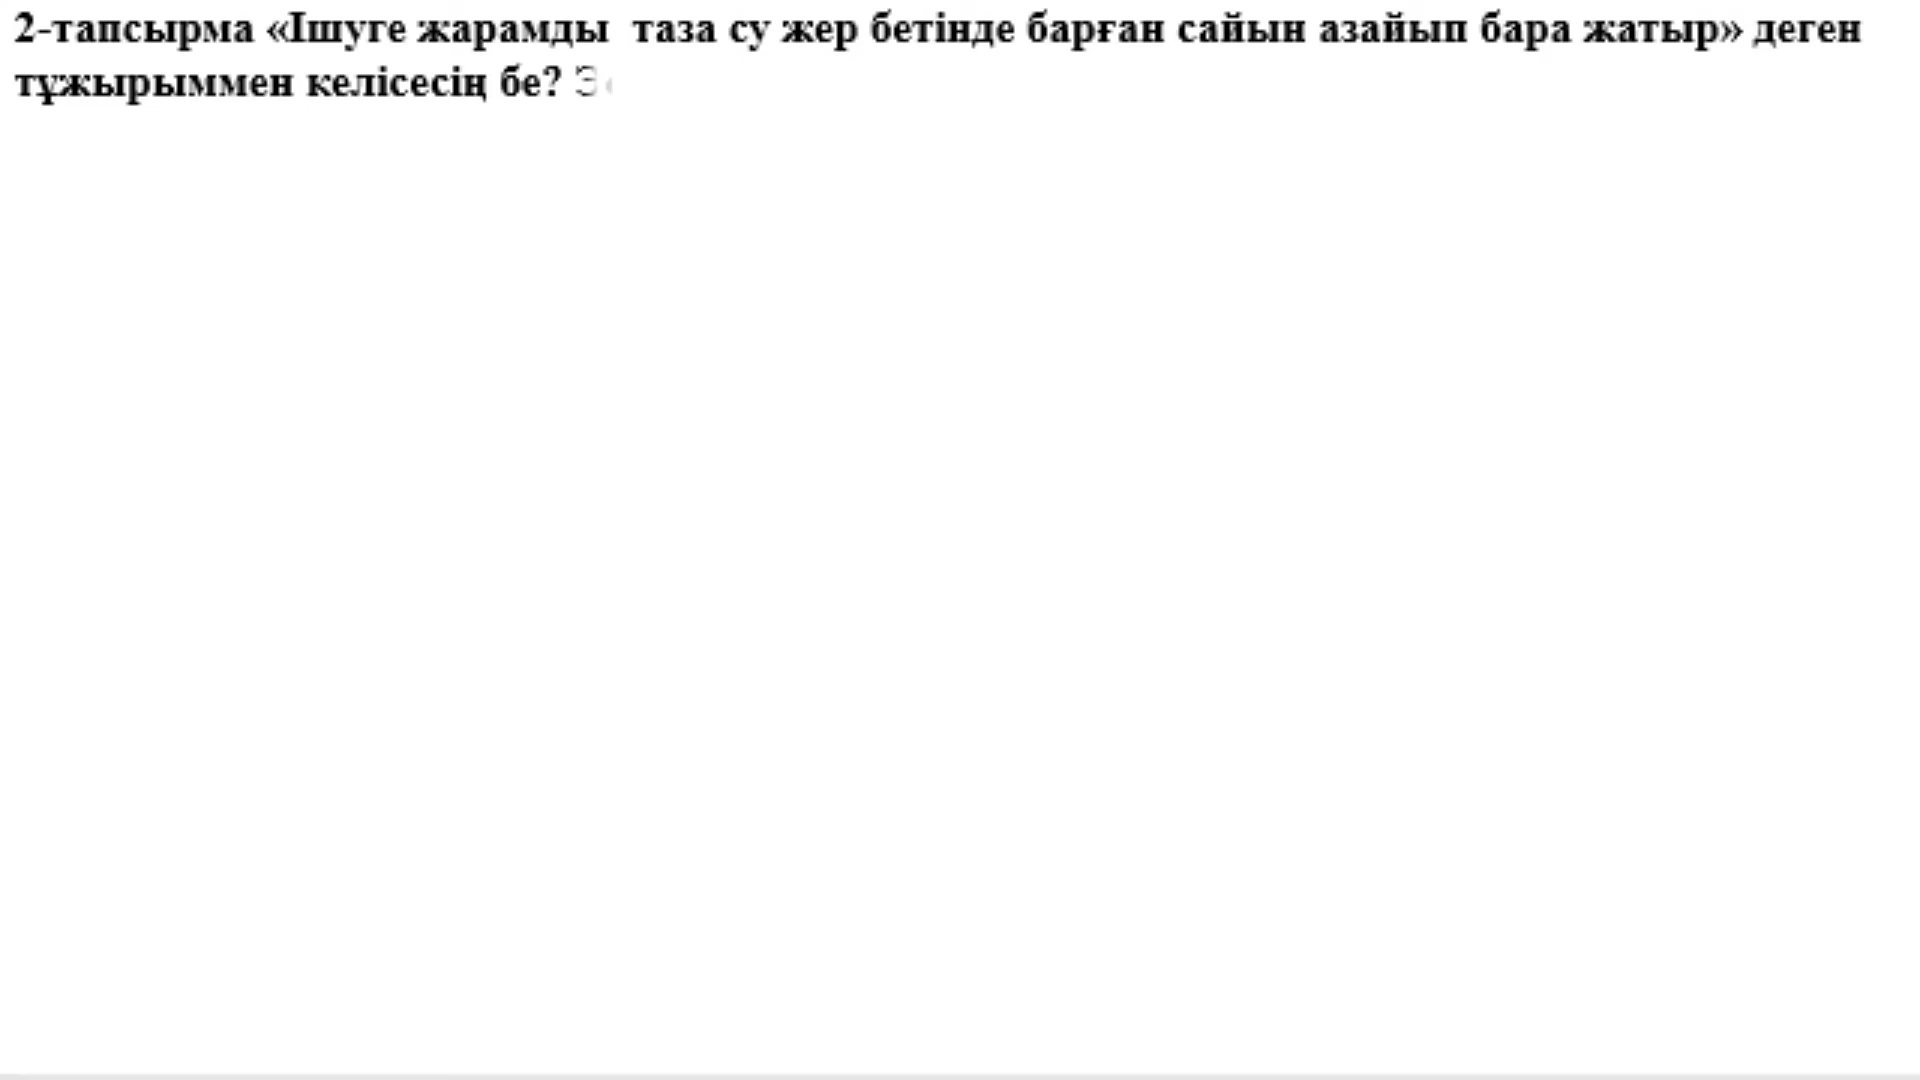 2-тапсырма «Ішуге жарамды таза су жер бетінде барған сайын азайып бара жатыр» деген
тұжырыммен келісесің бе?